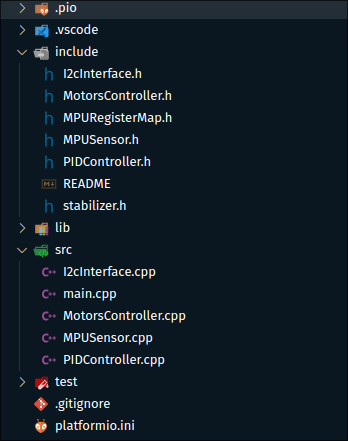 .pio
.vscode
include
I2cInterface.h
MotorsController.h
MPURegisterMap.h
MPUSensor.h
PIDController.h
README
stabilizer.h
lib
src
I2cInterface.cpp
main.cpp
MotorsController.cpp
MPUSensor.cpp
PIDController.cpp
test
.gitignore
platformio.ini